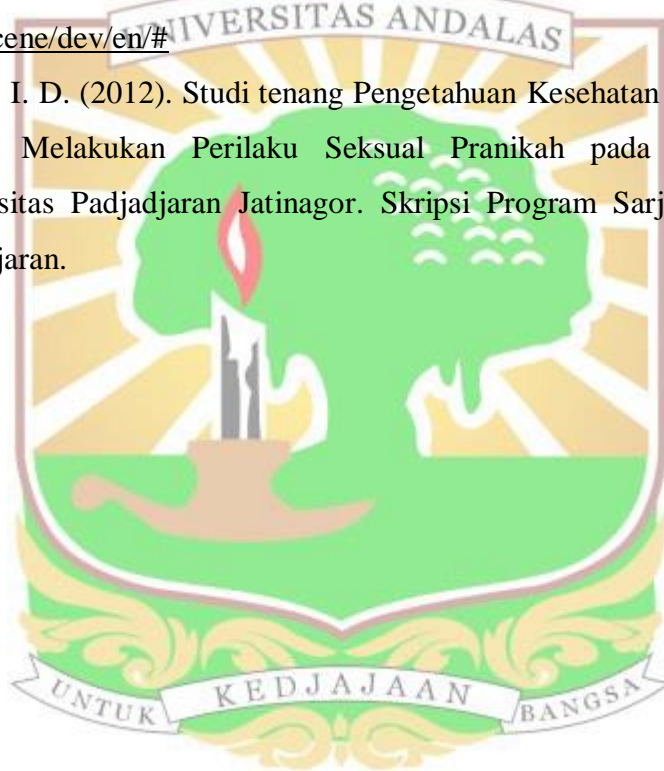 UNIVERSITAS ANDALAS
cene/dev/en/#
I. D. (2012). Studi tenang Pengetahuan Kesehatan
Melakukan Perilaku Seksual Pranikah pada
sitas Padjadjaran Jatinagor. Skripsi Program Sarj
jaran.
UNTUK KEDJAJAAN BANGSA